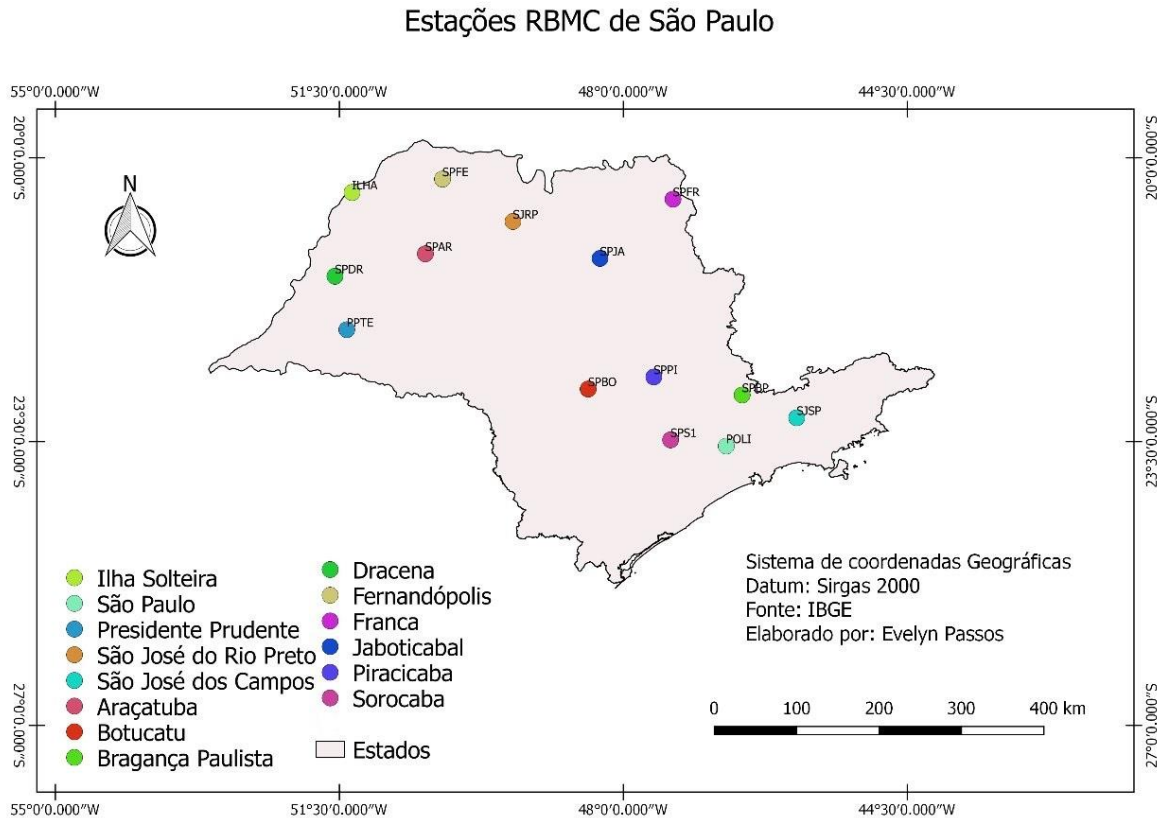 Estações RBMC de São Paulo
55°0′0.000″W
51°30′0.000″W
48°0′0.000″W
44°30′0.000″W
20°0′0.000″S
20°0′0.000″S
N
ILHA
SPFE
SPFR
SJRP
SPAR
SPJA
SPDR
PPTE
SPPI
SPBO
SPBP
SJSP
SPS1
POLI
23°30′0.000″S
23°30′0.000″S
Ilha Solteira
São Paulo
Presidente Prudente
São José do Rio Preto
São José dos Campos
Araçatuba
Botucatu
Bragança Paulista
Dracena
Fernandópolis
Franca
Jaboticabal
Piracicaba
Sorocaba
Estados
Sistema de coordenadas Geográficas
Datum: Sirgas 2000
Fonte: IBGE
Elaborado por: Evelyn Passos
0 100 200 300 400 km
27°0′0.000″S
27°0′0.000″S
55°0′0.000″W
51°30′0.000″W
48°0′0.000″W
44°30′0.000″W